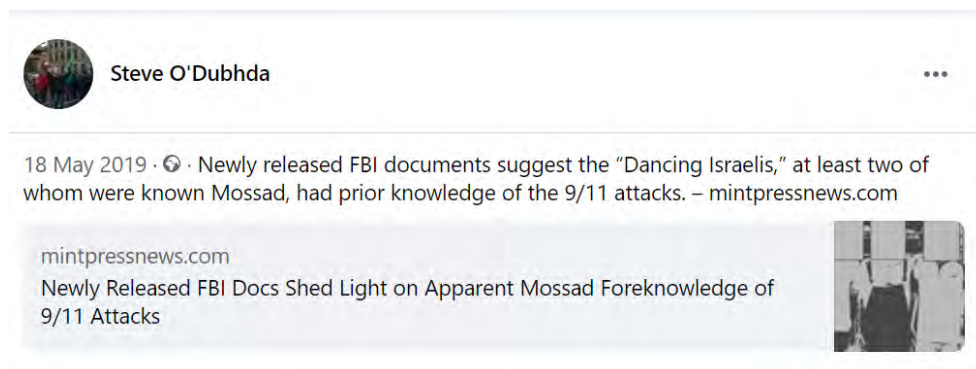 Steve O'Dubhda
18 May 2019 · · Newly released FBI documents suggest the “Dancing Israelis,” at least two of
whom were known Mossad, had prior knowledge of the 9/11 attacks. – mintpressnews.com
mintpressnews.com
Newly Released FBI Docs Shed Light on Apparent Mossad Foreknowledge of
9/11 Attacks